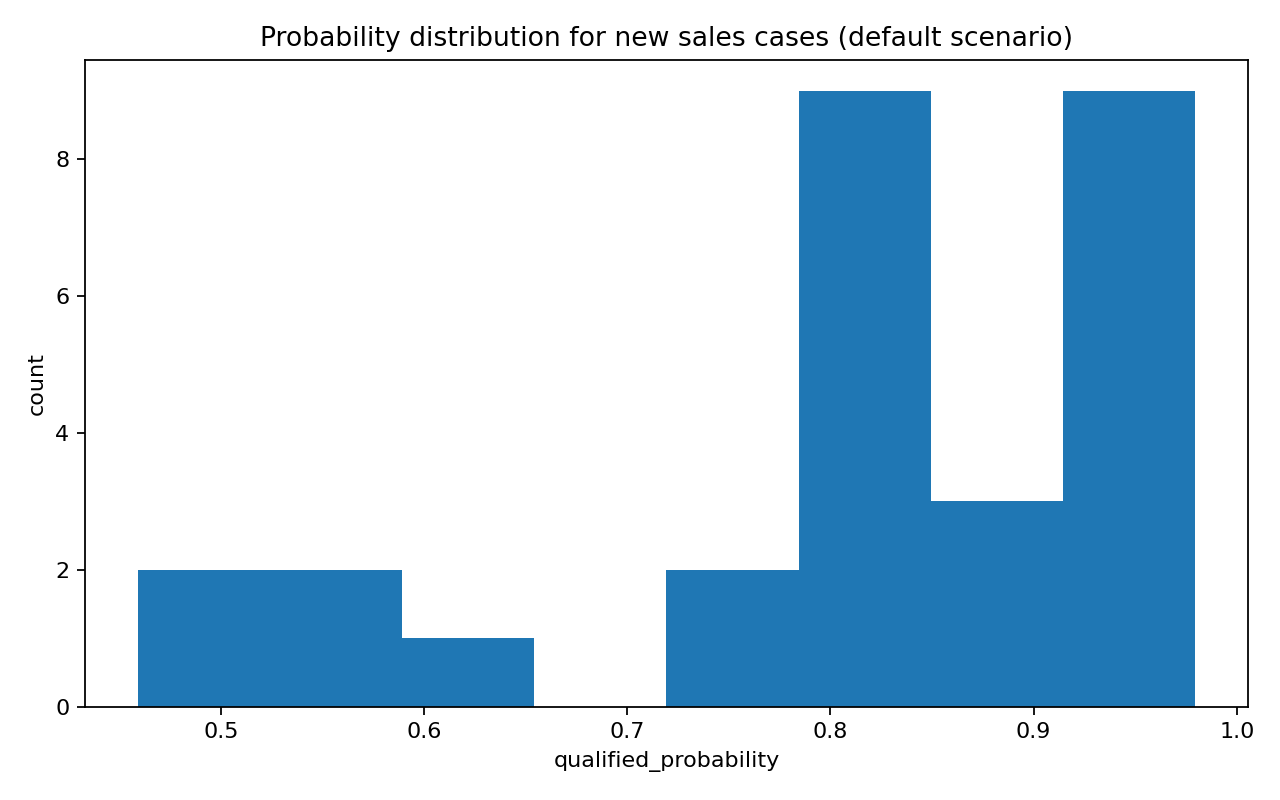 Probability distribution for new sales cases (default scenario)
8
6
4
2
0
count
0.5 0.6 0.7 0.8 0.9 1.0
qualified_probability